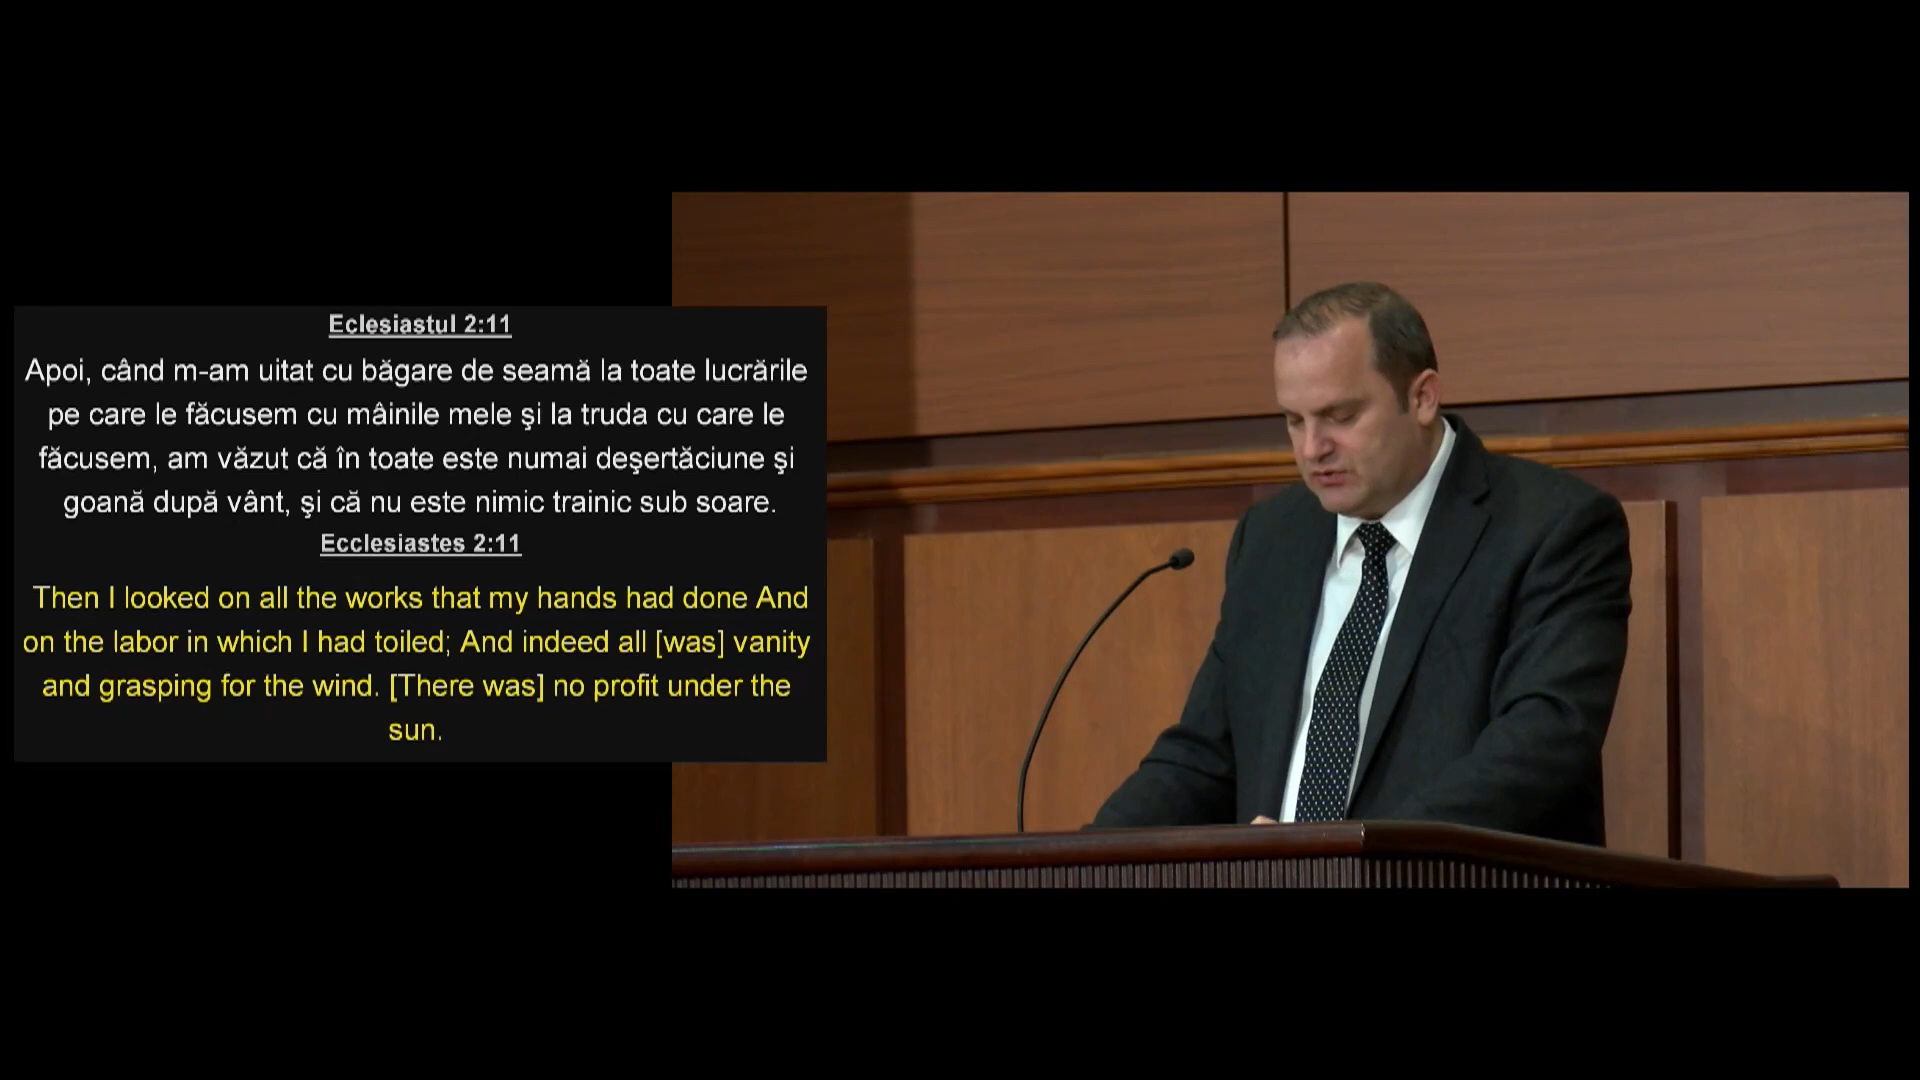 Eclesiastul 2:11
Apoi, când m-am uitat cu băgare de seamă la toate lucrările
pe care le făcusem cu mâinile mele şi la truda cu care le
făcusem, am văzut că în toate este numai deşertăciune şi
goană după vânt, şi că nu este nimic trainic sub soare.
Ecclesiastes 2:11
Then I looked on all the works that my hands had done And
on the labor in which I had toiled; And indeed all [was] vanity
and grasping for the wind. [There was] no profit under the
sun.